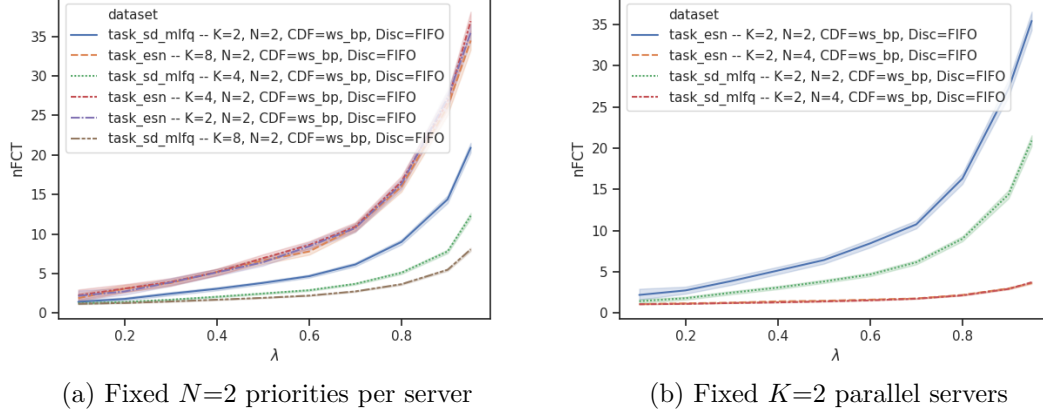 dataset
task_sd_mlfq -- K=2, N=2, CDF=ws_bp, Disc=FIFO
task_esn -- K=8, N=2, CDF=ws_bp, Disc=FIFO
task_sd_mlfq -- K=4, N=2, CDF=ws_bp, Disc=FIFO
task_esn -- K=4, N=2, CDF=ws_bp, Disc=FIFO
task_esn -- K=2, N=2, CDF=ws_bp, Disc=FIFO
task_sd_mlfq -- K=8, N=2, CDF=ws_bp, Disc=FIFO
35
30
25
20
15
10
5
0
nFCT
0.2 0.4 0.6 0.8
λ
(a) Fixed N=2 priorities per server
dataset
task_esn -- K=2, N=2, CDF=ws_bp, Disc=FIFO
task_esn -- K=2, N=4, CDF=ws_bp, Disc=FIFO
task_sd_mlfq -- K=2, N=2, CDF=ws_bp, Disc=FIFO
task_sd_mlfq -- K=2, N=4, CDF=ws_bp, Disc=FIFO
35
30
25
20
15
10
5
0
nFCT
0.2 0.4 0.6 0.8
λ
(b) Fixed K=2 parallel servers